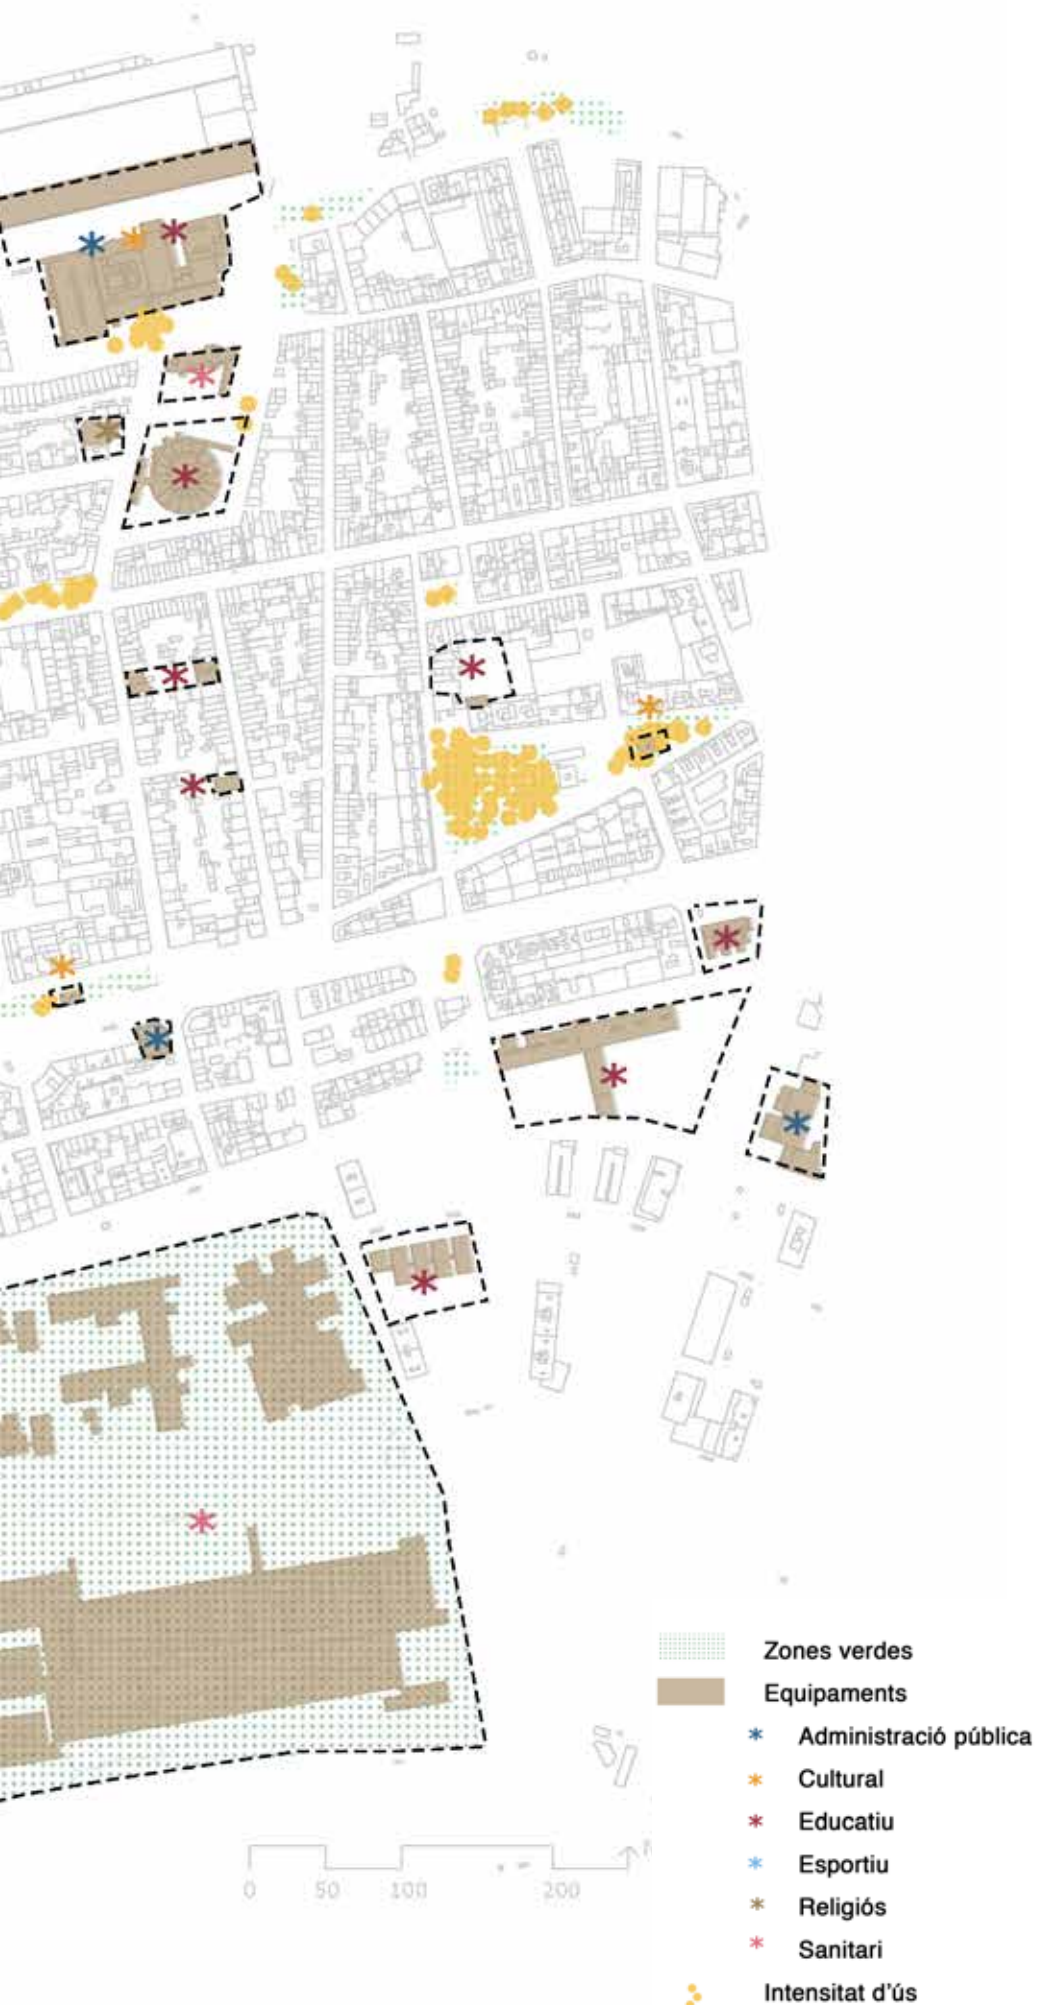 0 50 100 200
Zones verdes
Equipaments
Administració pública
Cultural
Educatiu
Esportiu
Religiós
Sanitari
Intensitat d'ús